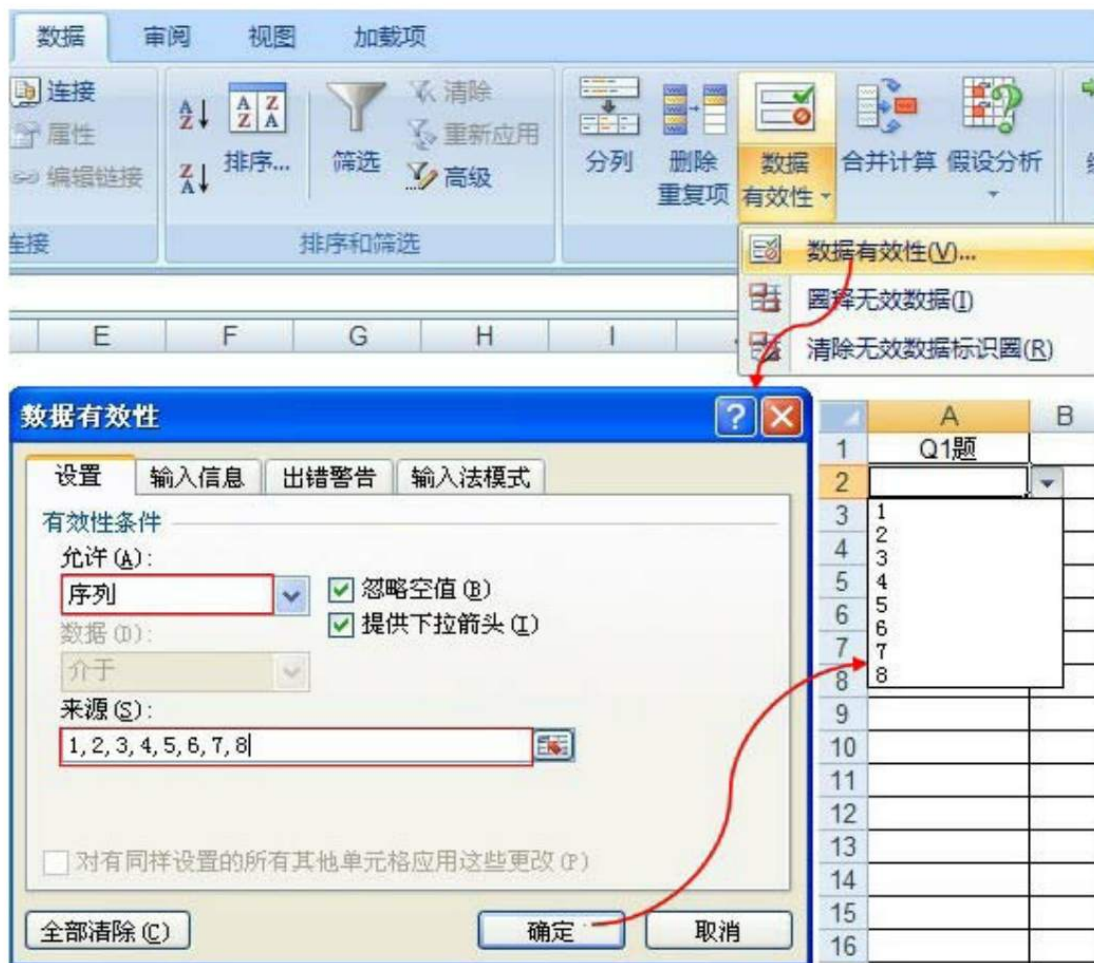 数据 审阅 视图 加载项
连接
属性
编辑链接
连接
排序...
筛选
清除
重新应用
高级
排序和筛选
分列
删除
重复项
数据
有效性
合并计算
假设分析
数据有效性(V)...
圈释无效数据(I)
清除无效数据标识圈(R)
E F G H I
数据有效性
设置 输入信息 出错警告 输入法模式
有效性条件
允许(A):
序列
忽略空值(B)
提供下拉箭头(I)
数据(D):
介于
来源(S):
1,2,3,4,5,6,7,8
对有同样设置的所有其他单元格应用这些更改(P)
全部清除(C) 确定 取消
A B
1 Q1题
2
3 1
2
4 3
4
5 5
6 6
7 7
8 8
9
10
11
12
13
14
15
16